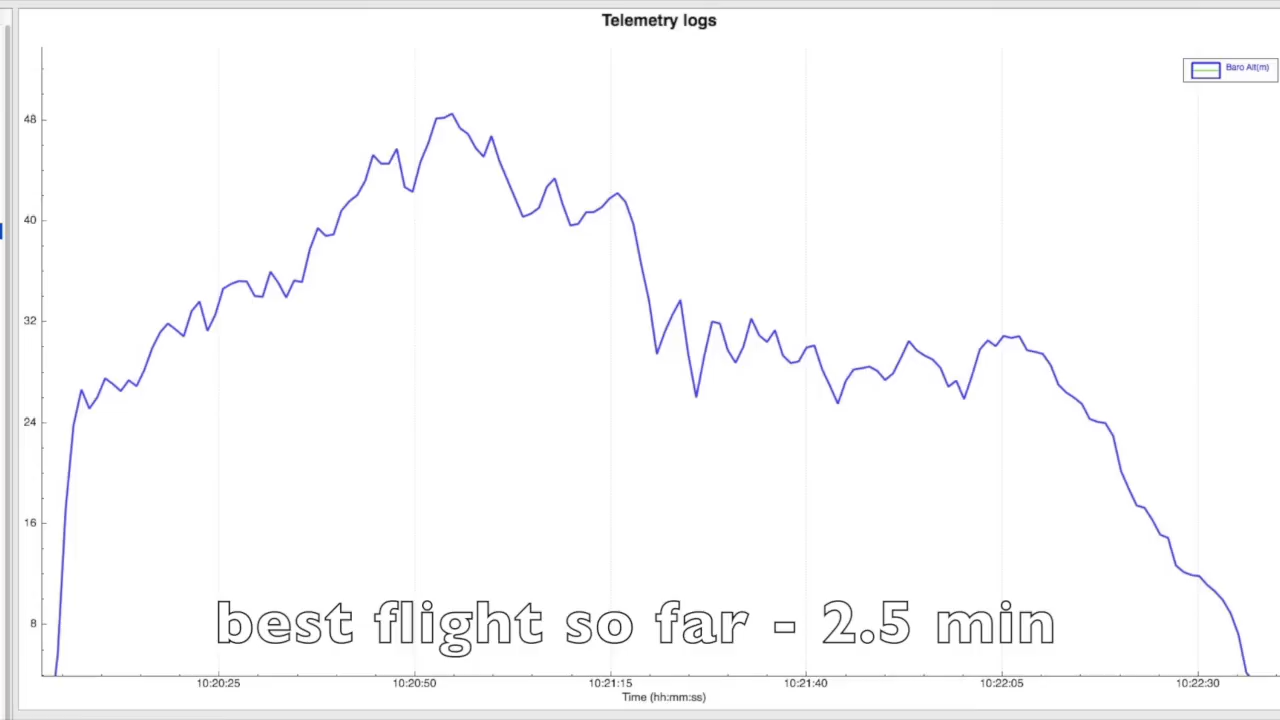 Telemetry logs
Baro Alt(m)
48
40
32
24
16
8
best flight so far - 2.5 min
10:20:25 10:20:50 10:21:15 10:21:40 10:22:05 10:22:30
Time (hh:mm:ss)